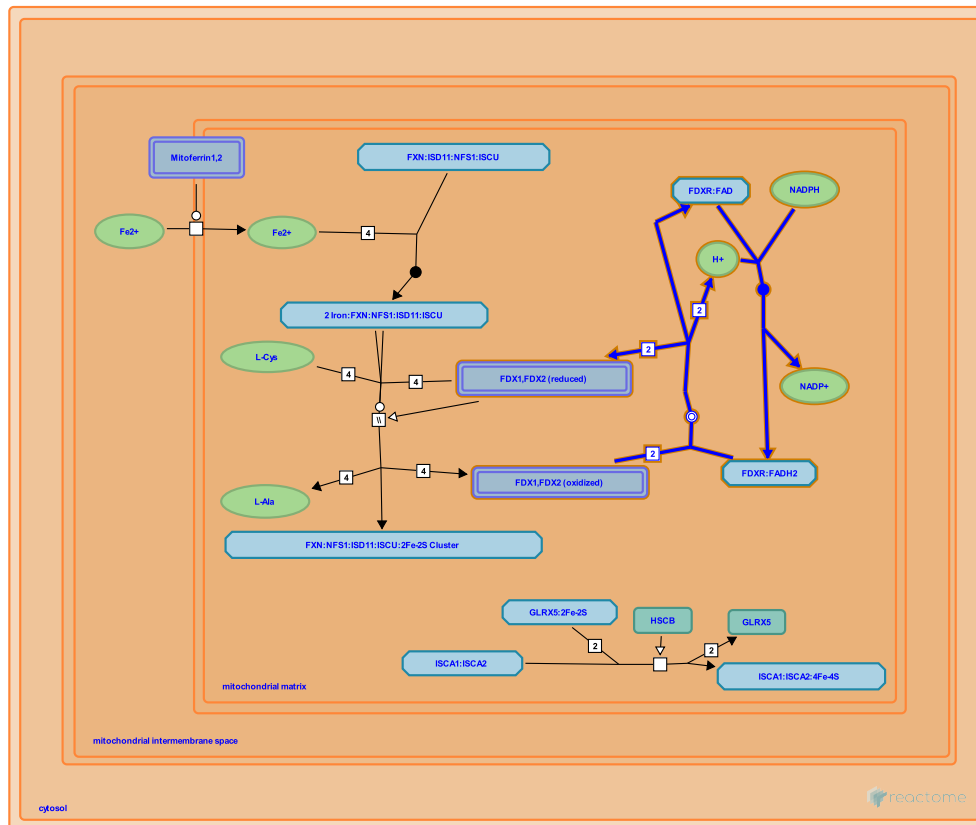 Mitoferrin1,2
FXN:ISD11:NFS1:ISCU
FDXR:FAD
NADPH
Fe2+
Fe2+
4
H+
2
2 Iron:FXN:NFS1:ISD11:ISCU
L-Cys
4
4
2
FDX1,FDX2 (reduced)
NADP+
\\
2
4
4
FDX1,FDX2 (oxidized)
FDXR:FADH2
L-Ala
FXN:NFS1:ISD11:ISCU:2Fe-2S Cluster
GLRX5:2Fe-2S
HSCB
GLRX5
2
2
ISCA1:ISCA2
ISCA1:ISCA2:4Fe-4S
mitochondrial matrix
mitochondrial intermembrane space
cytosol
reactome